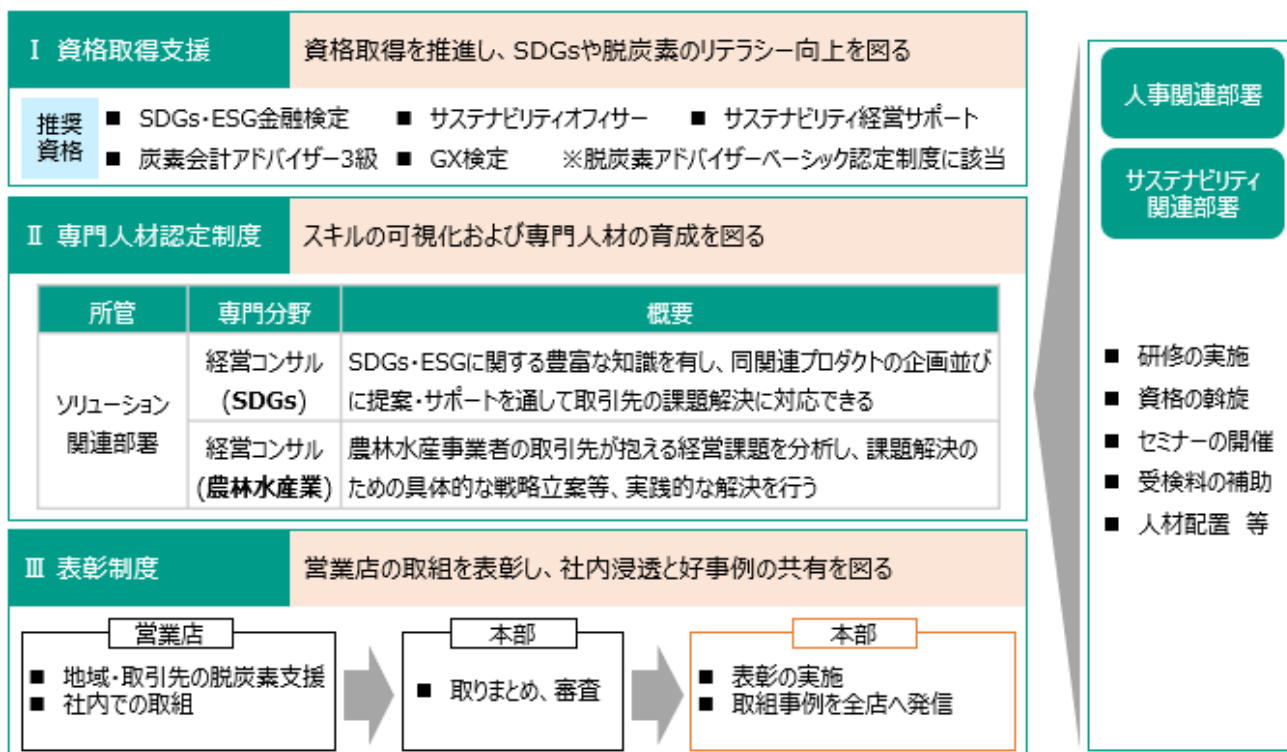 Ⅰ 資格取得支援
資格取得を推進し、SDGsや脱炭素のリテラシー向上を図る
推奨
資格
■ SDGs・ESG金融検定 ■ サステナビリティオフィサー ■ サステナビリティ経営サポート
■ 炭素会計アドバイザー3級 ■ GX検定 ※脱炭素アドバイザーベーシック認定制度に該当
Ⅱ 専門人材認定制度
スキルの可視化および専門人材の育成を図る
所管 専門分野 概要
ソリューション
関連部署
経営コンサル
(SDGs)
SDGs・ESGに関する豊富な知識を有し、同関連プロダクトの企画並び
に提案・サポートを通して取引先の課題解決に対応できる
経営コンサル
(農林水産業)
農林水産事業者の取引先が抱える経営課題を分析し、課題解決の
ための具体的な戦略立案等、実践的な解決を行う
Ⅲ 表彰制度
営業店の取組を表彰し、社内浸透と好事例の共有を図る
営業店
■ 地域・取引先の脱炭素支援
■ 社内での取組
本部
■ 取りまとめ、審査
本部
■ 表彰の実施
■ 取組事例を全店へ発信
人事関連部署
サステナビリティ
関連部署
■ 研修の実施
■ 資格の斡旋
■ セミナーの開催
■ 受検料の補助
■ 人材配置 等